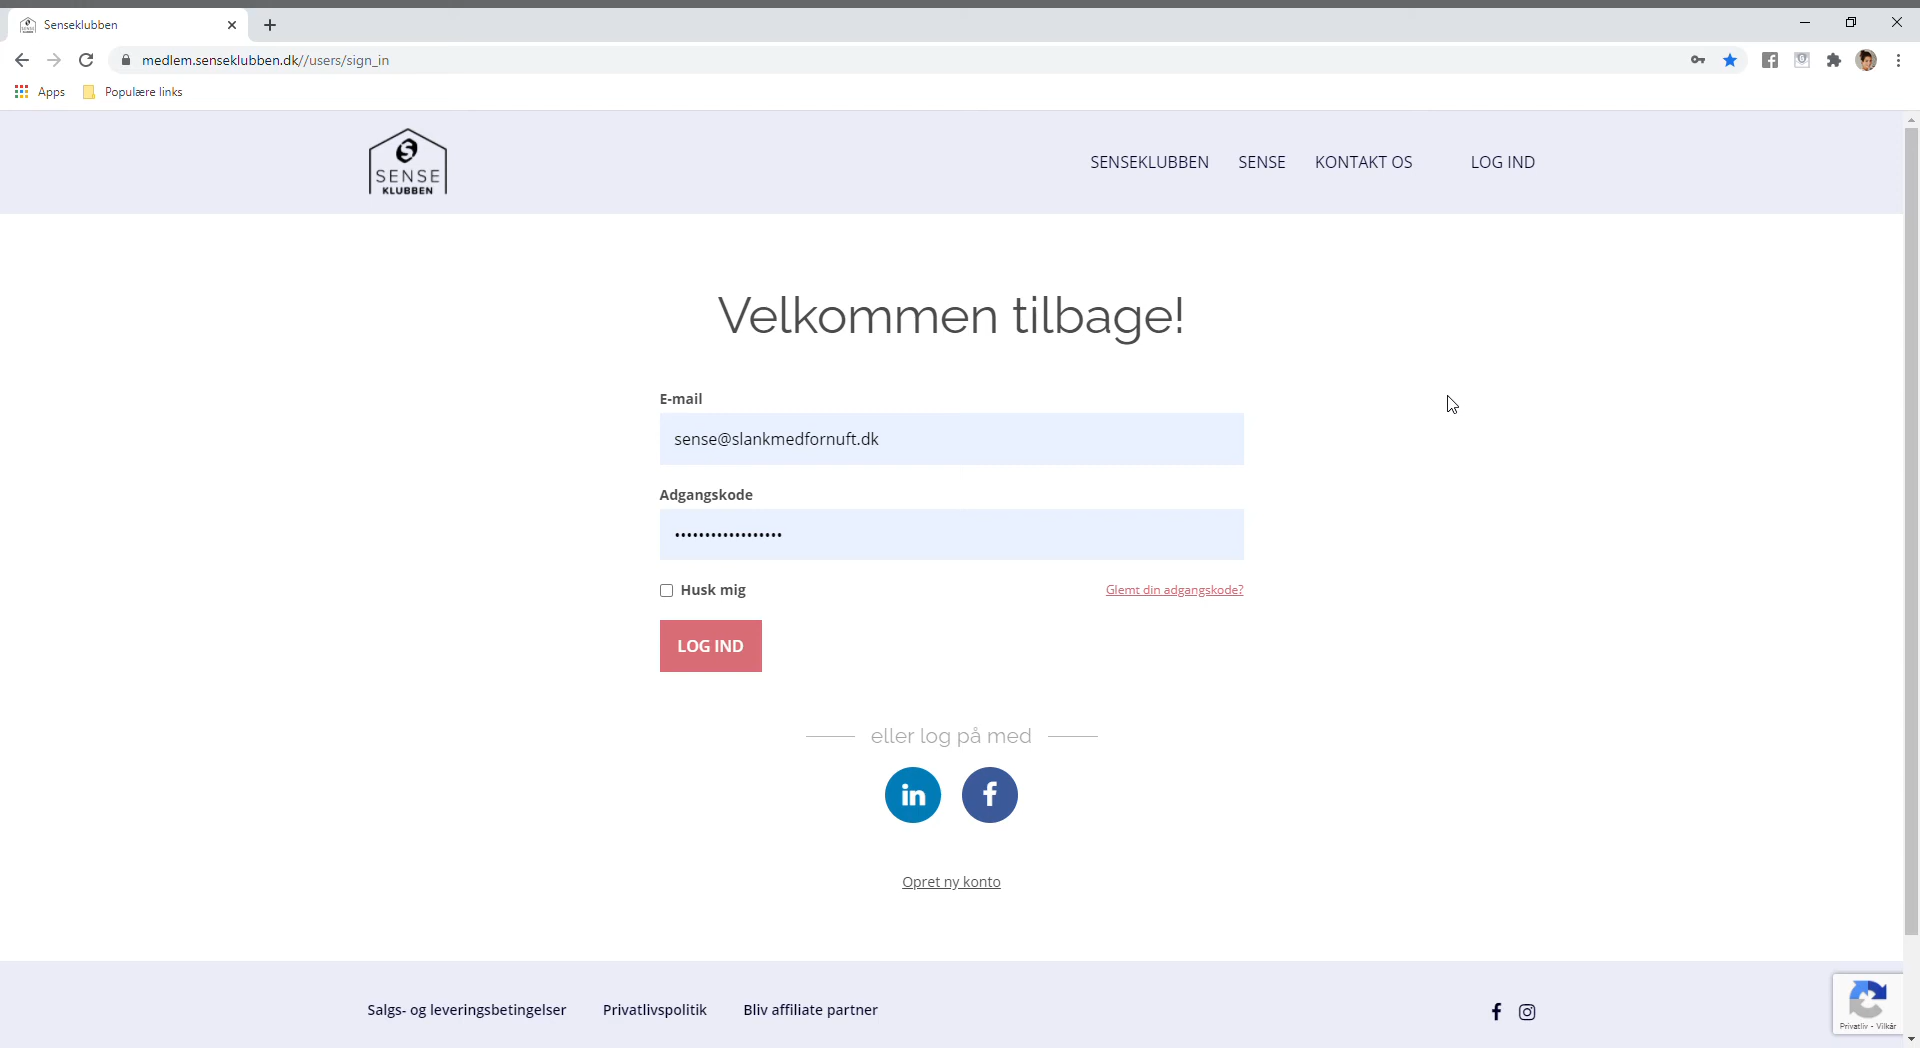 Senseklubben
medlem.senseklubben.dk//users/sign_in
Apps
Populære links
S
SENSE
KLUBBEN
SENSEKLUBBEN
SENSE
KONTAKT OS
LOG IND
Velkommen tilbage!
E-mail
sense@slankmedfornuft.dk
Adgangskode
••••••••••••••••••
Husk mig
Glemt din adgangskode?
LOG IND
eller log på med
in
f
Opret ny konto
Salgs- og leveringsbetingelser
Privatlivspolitik
Bliv affiliate partner
Privatliv - Vilkår